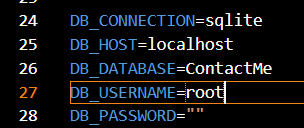 24 DB_CONNECTION=sqlite
25 DB_HOST=localhost
26 DB_DATABASE=ContactMe
27 DB_USERNAME=root
28 DB_PASSWORD=""